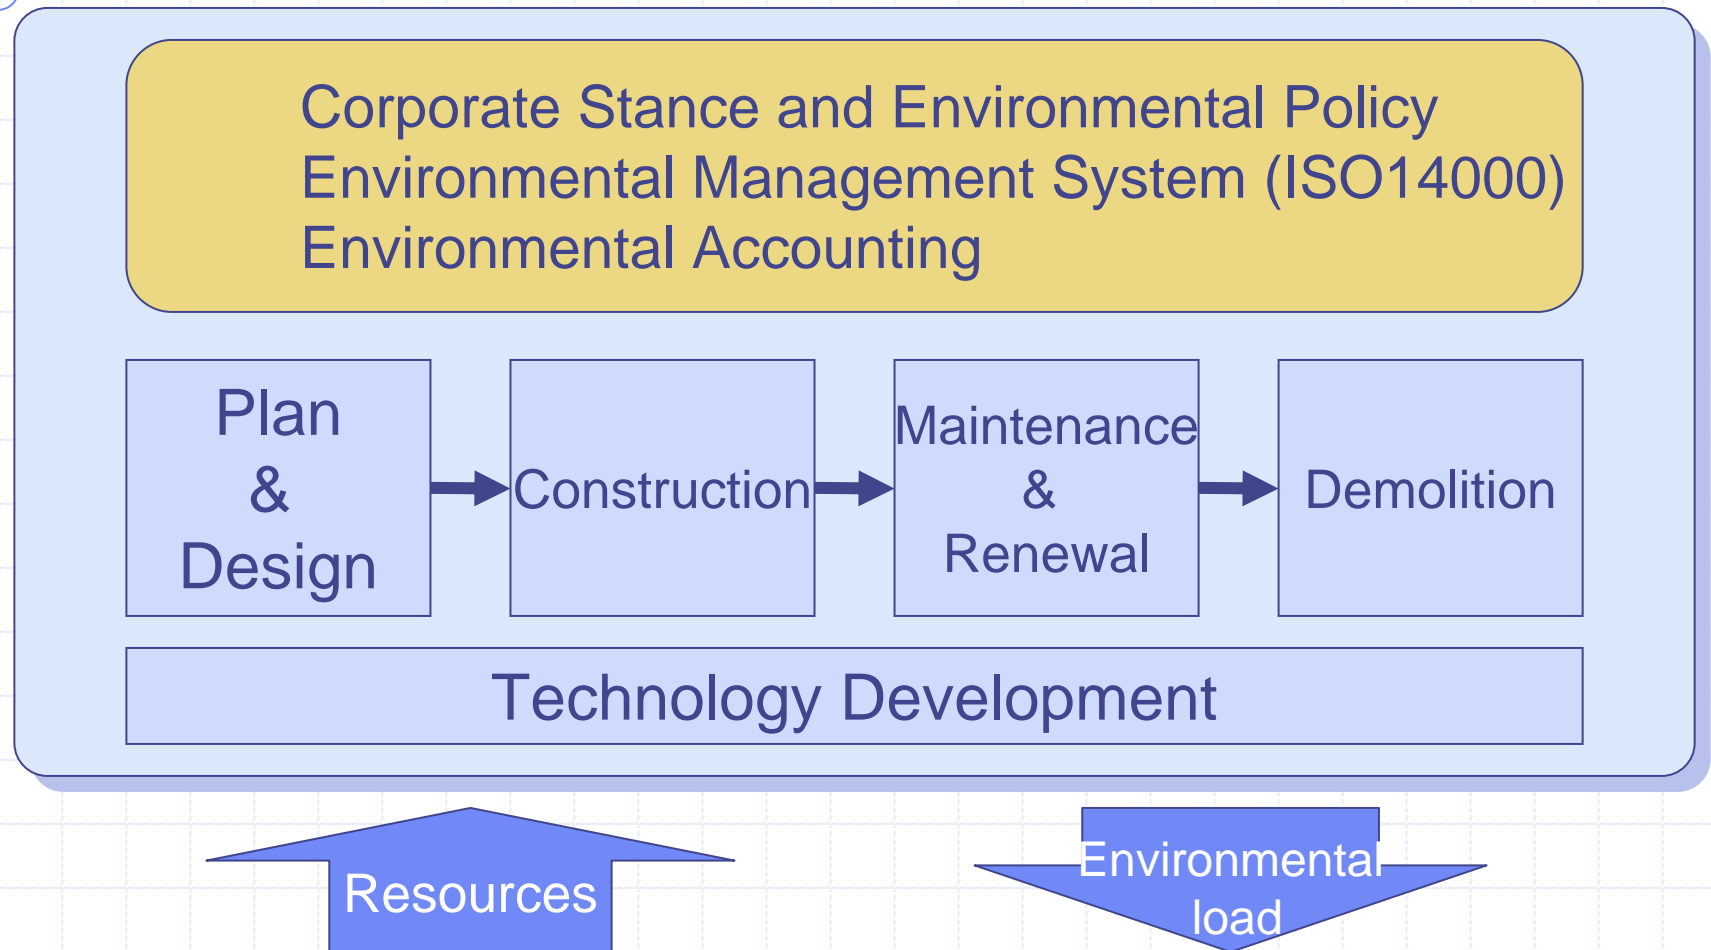 Corporate Stance and Environmental Policy
Environmental Management System (ISO14000)
Environmental Accounting
Plan
&
Design
Construction
Maintenance
&
Renewal
Demolition
Technology Development
Resources
Environmental
load